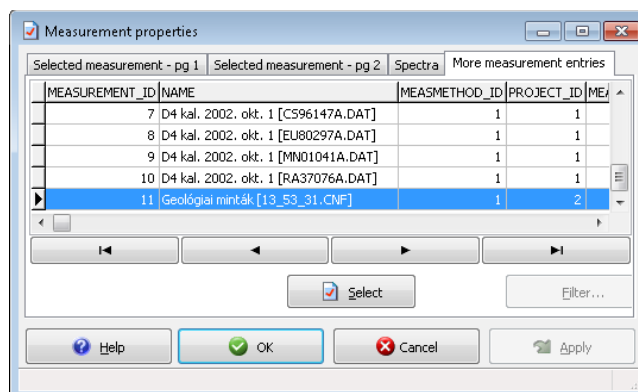 Measurement properties
Selected measurement - pg 1 Selected measurement - pg 2 Spectra More measurement entries
MEASUREMENT_ID NAME MEASMETHOD_ID PROJECT_ID
7 D4 kal. 2002. okt. 1 [CS96147A.DAT] 1 1
8 D4 kal. 2002. okt. 1 [EU80297A.DAT] 1 1
9 D4 kal. 2002. okt. 1 [MN01041A.DAT] 1 1
10 D4 kal. 2002. okt. 1 [RA37076A.DAT] 1 1
11 Geológiai minták [13_53_31.CNF] 1 2
Select Filter...
Help OK Cancel Apply